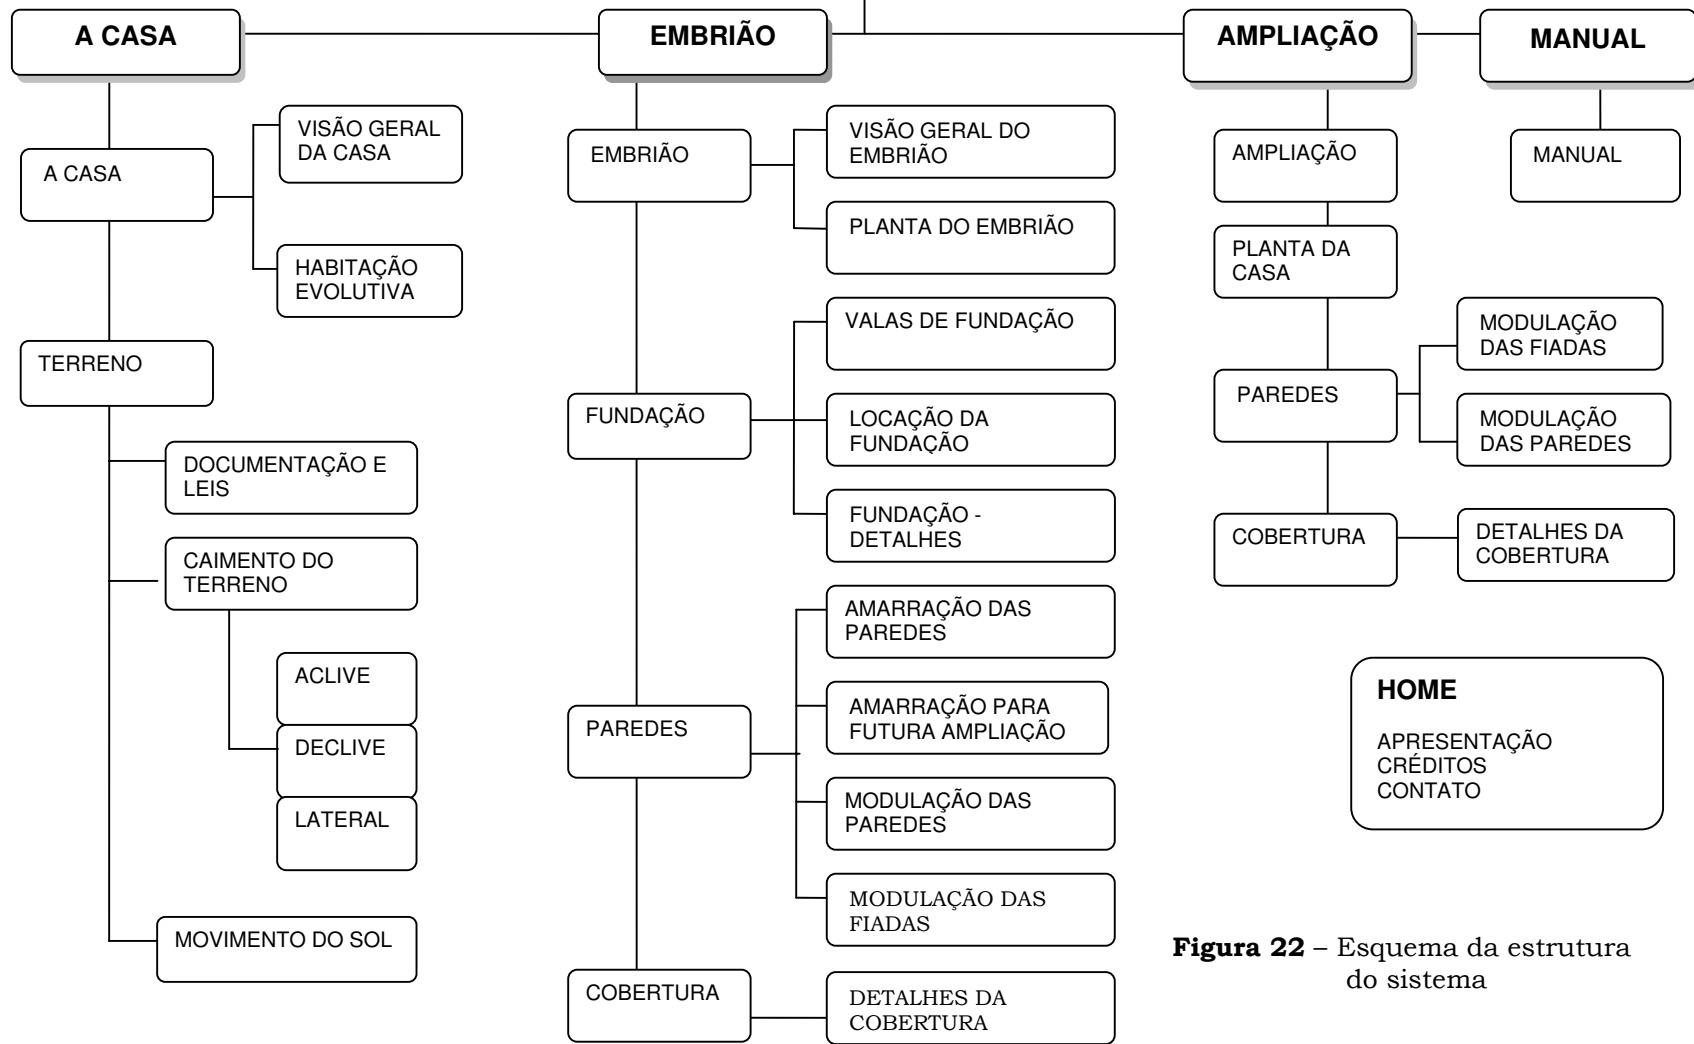 A CASA
EMBRIÃO
AMPLIAÇÃO
MANUAL
A CASA
VISÃO GERAL
DA CASA
HABITAÇÃO
EVOLUTIVA
TERRENO
DOCUMENTAÇÃO E
LEIS
CAIMENTO DO
TERRENO
ACLIVE
DECLIVE
LATERAL
MOVIMENTO DO SOL
EMBRIÃO
VISÃO GERAL DO
EMBRIÃO
PLANTA DO EMBRIÃO
FUNDAÇÃO
VALAS DE FUNDAÇÃO
LOCAÇÃO DA
FUNDAÇÃO
FUNDAÇÃO -
DETALHES
PAREDES
AMARRAÇÃO DAS
PAREDES
AMARRAÇÃO PARA
FUTURA AMPLIAÇÃO
MODULAÇÃO DAS
PAREDES
MODULAÇÃO DAS
FIADAS
COBERTURA
DETALHES DA
COBERTURA
AMPLIAÇÃO
PLANTA DA
CASA
PAREDES
MODULAÇÃO
DAS FIADAS
MODULAÇÃO
DAS PAREDES
COBERTURA
DETALHES DA
COBERTURA
MANUAL
HOME
APRESENTAÇÃO
CRÉDITOS
CONTATO
Figura 22 – Esquema da estrutura
do sistema